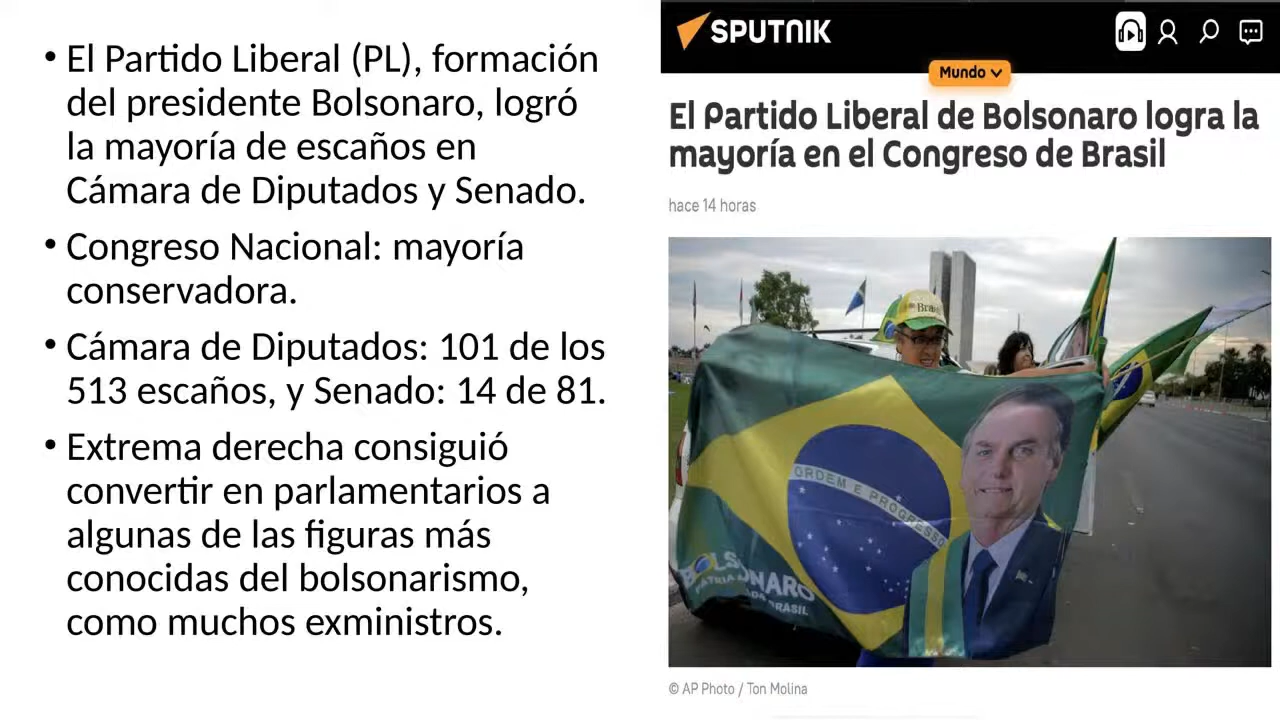 • El Partido Liberal (PL), formación
del presidente Bolsonaro, logró
la mayoría de escaños en
Cámara de Diputados y Senado.
• Congreso Nacional: mayoría
conservadora.
• Cámara de Diputados: 101 de los
513 escaños, y Senado: 14 de 81.
• Extrema derecha consiguió
convertir en parlamentarios a
algunas de las figuras más
conocidas del bolsonarismo,
como muchos exministros.
SPUTNIK
Mundo
El Partido Liberal de Bolsonaro logra la
mayoría en el Congreso de Brasil
hace 14 horas
ORDEM E PROGRESSO
BOLSONARO
BRASIL
© AP Photo / Ton Molina